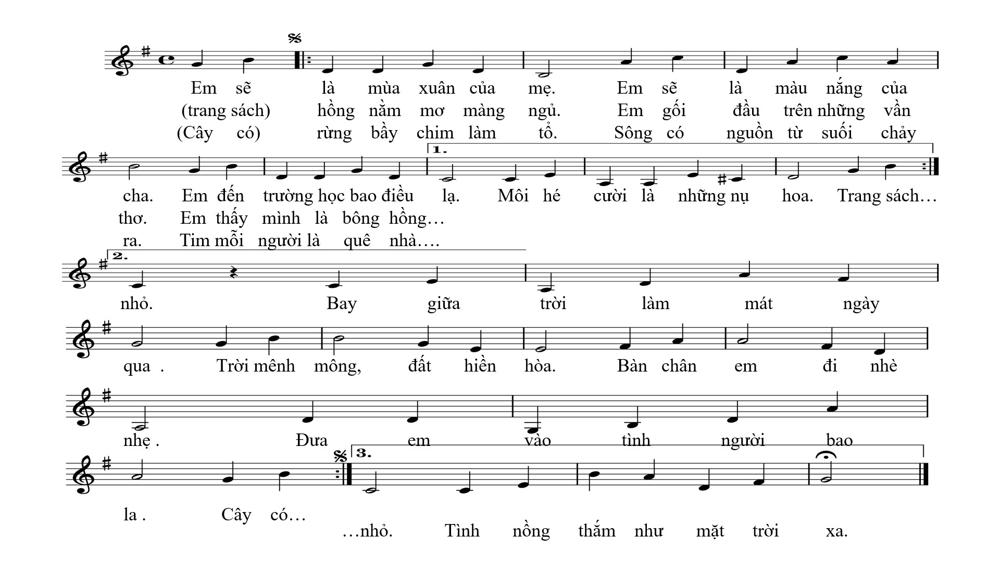 Em sẽ là mùa xuân của mẹ. Em sẽ là màu nắng của
(trang sách) hồng nằm mơ màng ngủ. Em gối đầu trên những vần
(Cây có) rừng bầy chim làm tổ. Sông có nguồn từ suối chảy
1.
cha. Em đến trường học bao điều lạ. Môi hé cười là những nụ hoa. Trang sách…
thơ. Em thấy mình là bông hồng…
ra. Tim mỗi người là quê nhà….
2.
nhỏ. Bay giữa trời làm mát ngày
qua . Trời mênh mông, đất hiền hòa. Bàn chân em đi nhè
nhẹ . Đưa em vào tình người bao
3.
la . Cây có…
…nhỏ. Tình nồng thắm như mặt trời xa.